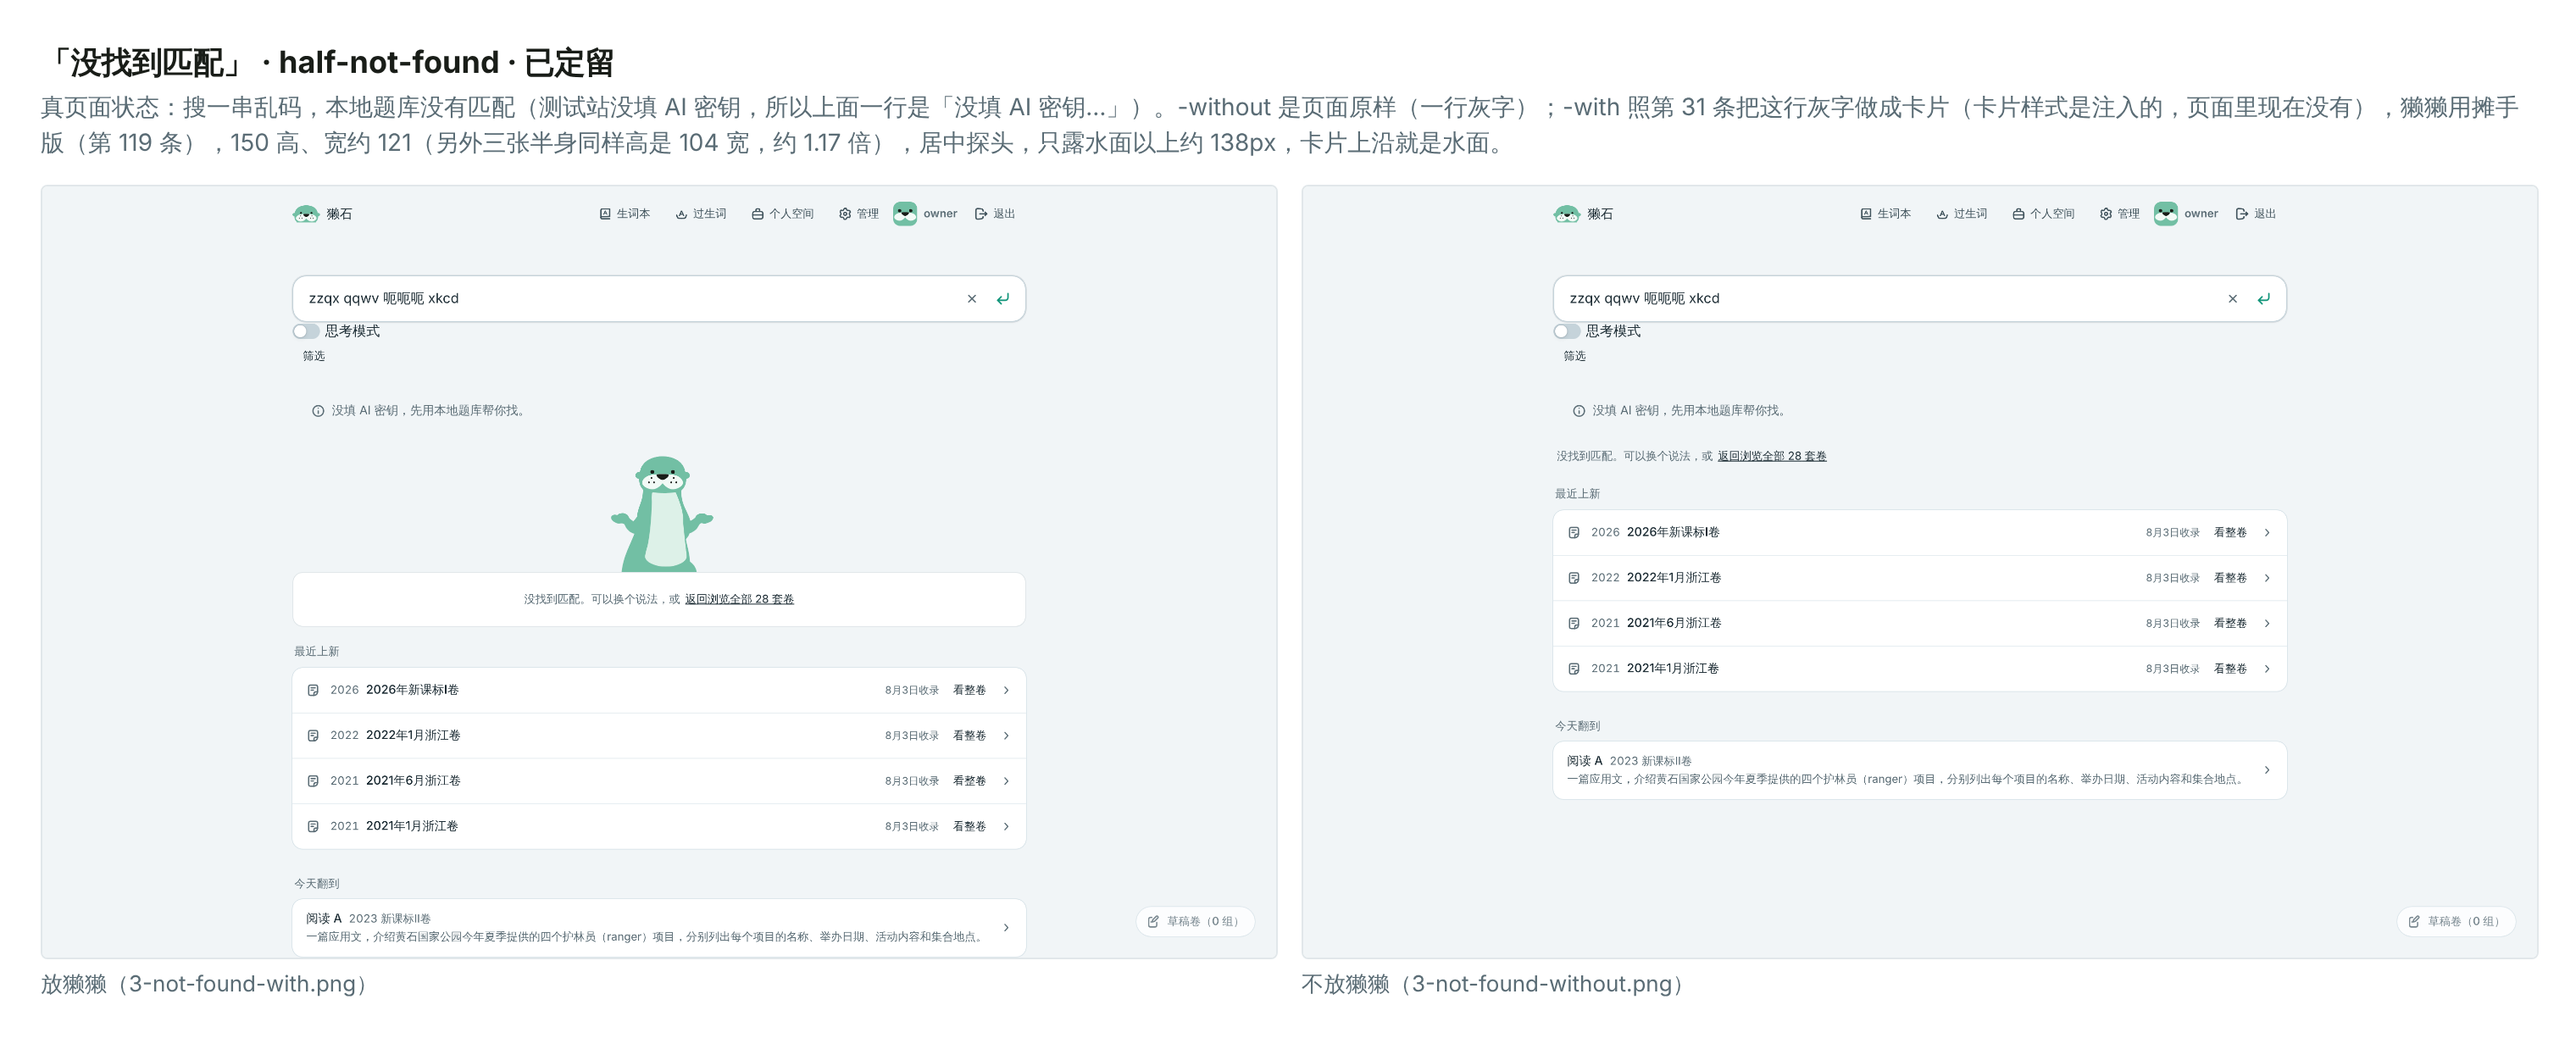 「没找到匹配」 · half-not-found · 已定留
真页面状态：搜一串乱码，本地题库没有匹配（测试站没填 AI 密钥，所以上面一行是「没填 AI 密钥…」）。-without 是页面原样（一行灰字）；-with 照第 31 条把这行灰字做成卡片（卡片样式是注入的，页面里现在没有），獭獭用摊手
版（第 119 条），150 高、宽约 121（另外三张半身同样高是 104 宽，约 1.17 倍），居中探头，只露水面以上约 138px，卡片上沿就是水面。
獭石
生词本
过生词
个人空间
管理
owner
退出
zzqx qqwv 呃呃呃 xkcd
思考模式
筛选
没填 AI 密钥，先用本地题库帮你找。
没找到匹配。可以换个说法，或 返回浏览全部 28 套卷
最近上新
2026 2026年新课标I卷 8月3日收录 看整卷
2022 2022年1月浙江卷 8月3日收录 看整卷
2021 2021年6月浙江卷 8月3日收录 看整卷
2021 2021年1月浙江卷 8月3日收录 看整卷
今天翻到
阅读 A 2023 新课标II卷
一篇应用文，介绍黄石国家公园今年夏季提供的四个护林员（ranger）项目，分别列出每个项目的名称、举办日期、活动内容和集合地点。
草稿卷（0 组）
放獭獭（3-not-found-with.png）
獭石
生词本
过生词
个人空间
管理
owner
退出
zzqx qqwv 呃呃呃 xkcd
思考模式
筛选
没填 AI 密钥，先用本地题库帮你找。
没找到匹配。可以换个说法，或 返回浏览全部 28 套卷
最近上新
2026 2026年新课标I卷 8月3日收录 看整卷
2022 2022年1月浙江卷 8月3日收录 看整卷
2021 2021年6月浙江卷 8月3日收录 看整卷
2021 2021年1月浙江卷 8月3日收录 看整卷
今天翻到
阅读 A 2023 新课标II卷
一篇应用文，介绍黄石国家公园今年夏季提供的四个护林员（ranger）项目，分别列出每个项目的名称、举办日期、活动内容和集合地点。
草稿卷（0 组）
不放獭獭（3-not-found-without.png）